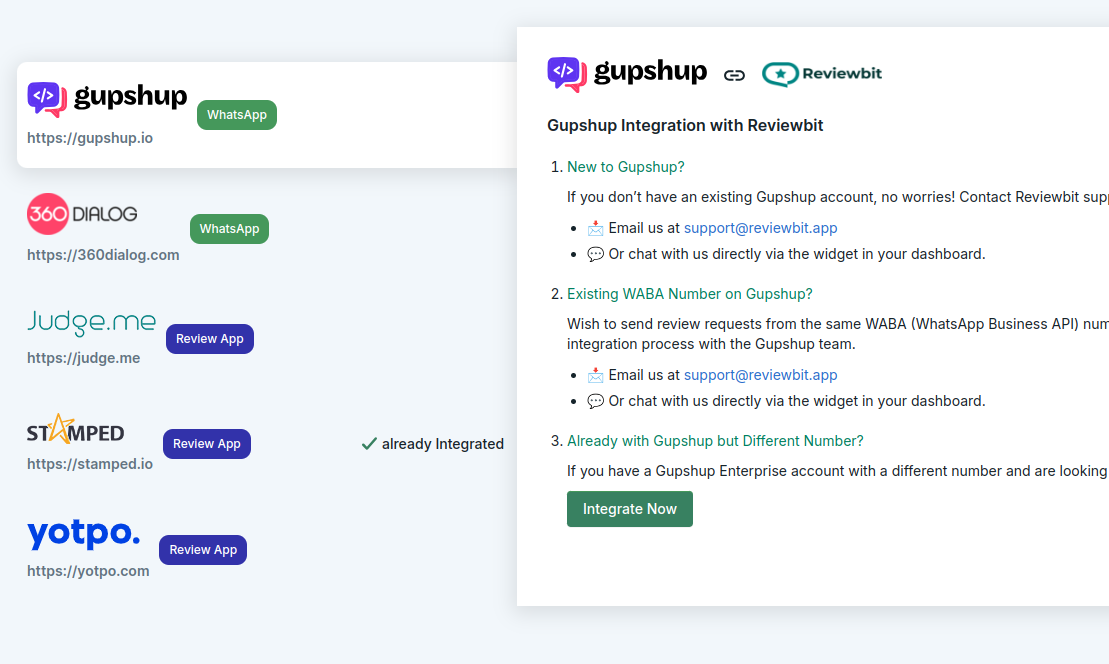 gupshup
WhatsApp
https://gupshup.io
360 DIALOG
WhatsApp
https://360dialog.com
Judge.me
Review App
https://judge.me
STAMPED
Review App
already Integrated
https://stamped.io
yotpo.
Review App
https://yotpo.com
gupshup Reviewbit
Gupshup Integration with Reviewbit
1. New to Gupshup?
If you don’t have an existing Gupshup account, no worries! Contact Reviewbit
• 📩 Email us at support@reviewbit.app
• 💬 Or chat with us directly via the widget in your dashboard.
2. Existing WABA Number on Gupshup?
Wish to send review requests from the same WABA (WhatsApp Business API)
integration process with the Gupshup team.
• 📩 Email us at support@reviewbit.app
• 💬 Or chat with us directly via the widget in your dashboard.
3. Already with Gupshup but Different Number?
If you have a Gupshup Enterprise account with a different number and are looking
Integrate Now